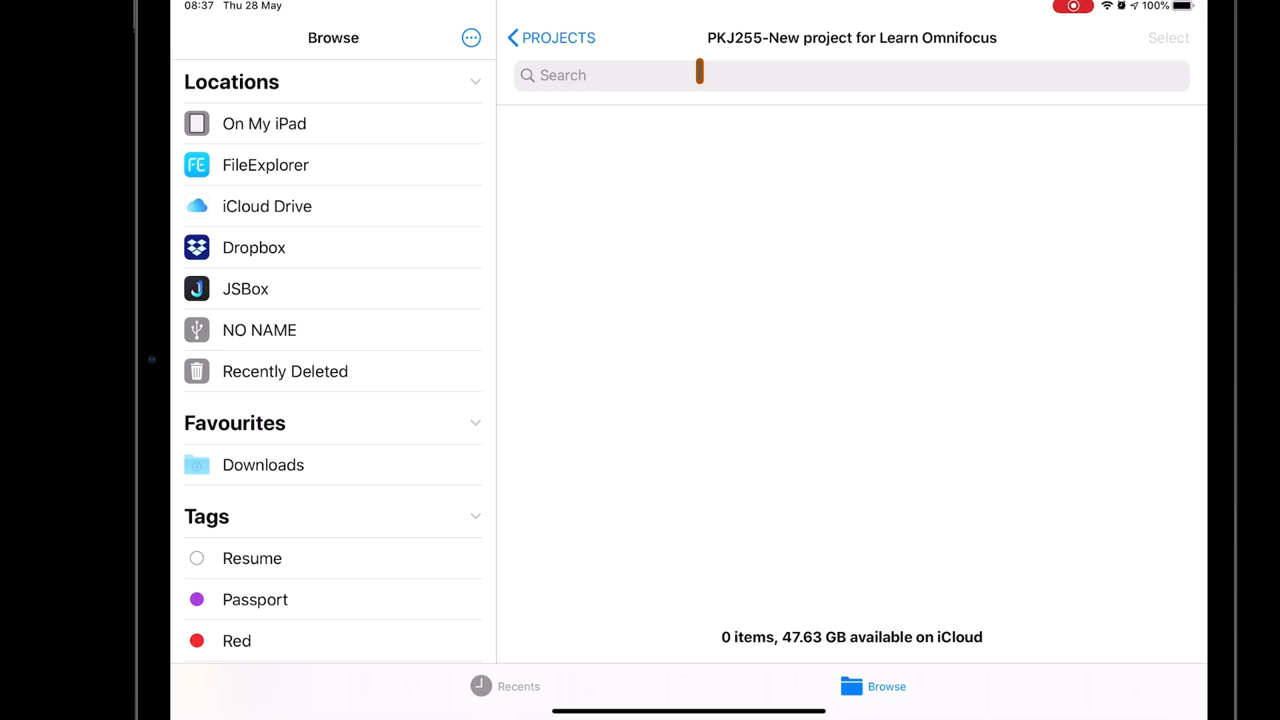 08:37 Thu 28 May
100%
Browse
PROJECTS
PKJ255-New project for Learn Omnifocus
Select
Search
Locations
On My iPad
FE
FileExplorer
iCloud Drive
Dropbox
J
JSBox
NO NAME
Recently Deleted
Favourites
Downloads
Tags
Resume
Passport
Red
0 items, 47.63 GB available on iCloud
Recents
Browse